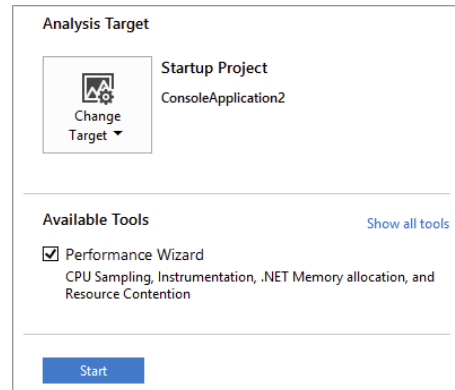 Analysis Target
Startup Project
ConsoleApplication2
Change
Target
Available Tools
Show all tools
Performance Wizard
CPU Sampling, Instrumentation, .NET Memory allocation, and
Resource Contention
Start